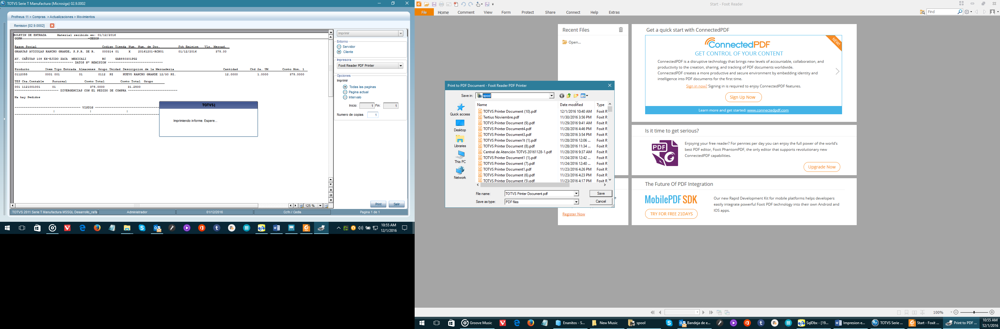 TOTVS Serie T Manufactura (Microsiga) 02.9.0002
Protheus 11 > Compras > Actualizaciones > Movimientos
Remision [02.9.0002]
BOLETIN DE ENTRADA Material recibido en: 01/12/2016
CCFN -CEDIS
Razon Social Codigo Tienda Num. Num. de Doc. Fch Emision Vlr. Mercad.
GRANJAS AVICOLAS RANCHO GRANDE, S.P.R. DE R. 000314 01 X 20161201-RCN01 01/12/2016 375.00
AV. CAÑITAS 108 EX-EJIDO ZACA MEXICALI BC GAR850301PG2
DATOS Nº REMISION
Producto Item Tipo Entrada Almacenes Grupo Unidad Descripcion de la Mercaderia Cantidad Ctd 2a. UM Costo Mon. 1
0112055 0001 001 01 0112 PZ HUEVO RANCHO GRANDE 12/30 PZ. 12.0000 1.0000 375.0000
TES Cta.Contable Sucursal Costo Total Costo Total Grupo
001 1121001001 01 375.0000 31.2500
DIVERGENCIAS CON EL PEDIDO DE COMPRA
Na hay Pedidos
VISTOS
TOTVS|
Imprimiendo informe. Espere...
Imprimir
Entorno
Servidor
Cliente
Impresora
Foxit Reader PDF Printer
Opciones
Imprimir
Todas las paginas
Pagina actual
Intervalo
Inicio: 1 Fin: 1
Numero de copias 1
125 %
Print Salir
TOTVS 2011 Serie T Manufactura MSSQL Desarrollo_rafa Administrador 01/12/2016 Ccfn / Cedis Pagina 1 de 1
10:55 AM
12/1/2016
Start - Foxit Reader
File Home Comment View Form Protect Share Connect Help Extras
Find
Recent Files
Open...
Register Now
Get a quick start with ConnectedPDF
NEW!
ConnectedPDF
GET CONTROL OF YOUR CONTENT
ConnectedPDF is a disruptive technology that brings new levels of accountable, collaboration, and
productivity to the creation, sharing, and tracking of PDF documents worldwide.
ConnectedPDF creates a more productive and secure environment by embedding identity and
intelligence into PDF documents for the first time.
Sign in now? Signing in is required to enjoy ConnectedPDF features.
Sign Up Now
Learn more and get started: www.connectedpdf.com
Is it time to get serious?
PDF
Enjoying your free reader? For pennies per day you can enjoy the full power of the world's
best PDF editor, Foxit PhantomPDF, the only editor that supports revolutionary new
ConnectedPDF capabilities.
Upgrade Now
The Future Of PDF Integration
MobilePDF SDK
TRY FOR FREE 21DAYS
Our new Rapid Development Kit for mobile platforms helps developers
easily integrate powerful Foxit PDF technology into their own Android and
IOS apps.
Print to PDF Document - Foxit Reader PDF Printer
Save in: spool
Quick access
Desktop
Libraries
This PC
Network
Name Date modified Type
TOTVS Printer Document (10).pdf 12/1/2016 10:40 AM Foxit R
Tertius Noviembre.pdf 11/30/2016 3:56 PM Foxit R
TOTVS Printer Document (9).pdf 11/29/2016 9:41 AM Foxit R
TOTVS Printer Document4.pdf 11/28/2016 4:46 PM Foxit R
TOTVS Printer Document3.pdf 11/28/2016 3:54 PM Foxit R
TOTVS Printer Documen1t (1).pdf 11/28/2016 12:06 ... Foxit R
TOTVS Printer Document (8).pdf 11/28/2016 11:34 ... Foxit R
Central de Atención TOTVS 20161128-1.pdf 11/28/2016 9:37 AM Foxit R
TOTVS Printer Document1 (1).pdf 11/24/2016 12:42 ... Foxit R
TOTVS Printer Document (7).pdf 11/24/2016 12:40 ... Foxit R
TOTVS Printer Document1.pdf 11/23/2016 4:26 PM Foxit R
TOTVS Printer Document (6).pdf 11/23/2016 4:23 PM Foxit R
TOTVS Printer Document (5).pdf 11/23/2016 4:17 PM Foxit R
File name: TOTVS Printer Document.pdf Save
Save as type: PDF files Cancel
100%
Groove Music Enanitos - S... New Music spool Bandeja de e... SqlDbx - [19... Impresion e... TOTVS Serie ... Start - Foxit ... Print to PDF ...
10:55 AM
12/1/2016